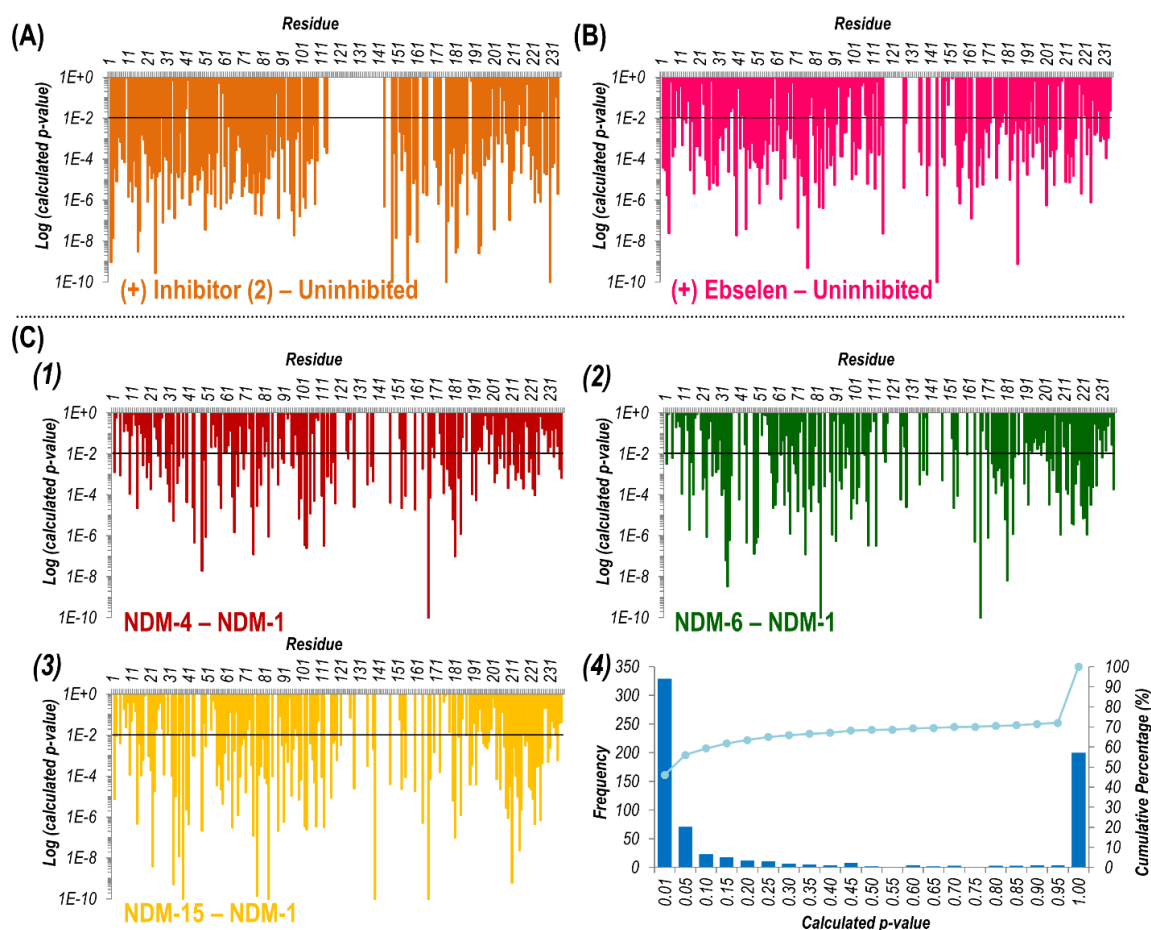 (A)
Residue
1 11 21 31 41 51 61 71 81 91 101 111 121 131 141 151 161 171 181 191 201 211 221 231
Log (calculated p-value)
1E+0
1E-2
1E-4
1E-6
1E-8
1E-10
(+) Inhibitor (2) – Uninhibited
(B)
Residue
1 11 21 31 41 51 61 71 81 91 101 111 121 131 141 151 161 171 181 191 201 211 221 231
Log (calculated p-value)
1E+0
1E-2
1E-4
1E-6
1E-8
1E-10
(+) Ebselen – Uninhibited
(C)
(1)
Residue
1 11 21 31 41 51 61 71 81 91 101 111 121 131 141 151 161 171 181 191 201 211 221 231
Log (calculated p-value)
1E+0
1E-2
1E-4
1E-6
1E-8
1E-10
NDM-4 – NDM-1
(2)
Residue
1 11 21 31 41 51 61 71 81 91 101 111 121 131 141 151 161 171 181 191 201 211 221 231
Log (calculated p-value)
1E+0
1E-2
1E-4
1E-6
1E-8
1E-10
NDM-6 – NDM-1
(3)
Residue
1 11 21 31 41 51 61 71 81 91 101 111 121 131 141 151 161 171 181 191 201 211 221 231
Log (calculated p-value)
1E+0
1E-2
1E-4
1E-6
1E-8
1E-10
NDM-15 – NDM-1
(4)
Frequency
350
300
250
200
150
100
50
0
100
90
80
70
60
50
40
30
20
10
0
Cumulative Percentage (%)
0.01 0.05 0.10 0.15 0.20 0.25 0.30 0.35 0.40 0.45 0.50 0.55 0.60 0.65 0.70 0.75 0.80 0.85 0.90 0.95 1.00
Calculated p-value